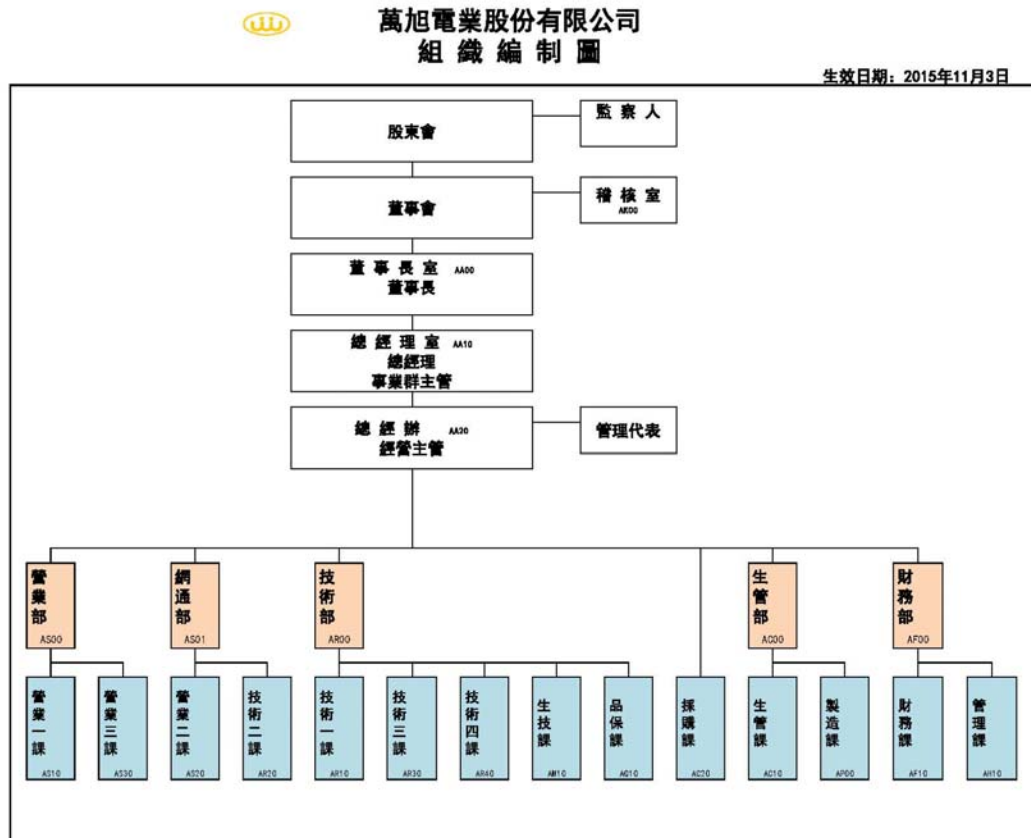 萬旭電業股份有限公司
組織編制圖
生效日期：2015年11月3日
股東會
監察人
董事會
稽核室
AK00
董事長室 AA00
董事長
總經理室 AA10
總經理
事業群主管
總經辦 AA20
經營主管
管理代表
營業部
AS00
網通部
AS01
技術部
AR00
生管部
AC00
財務部
AF00
營業一課
AS10
營業三課
AS30
營業二課
AS20
技術二課
AR20
技術一課
AR10
技術三課
AR30
技術四課
AR40
生技課
AM10
品保課
AQ10
採購課
AC20
生管課
AC10
製造課
AP00
財務課
AF10
管理課
AH10